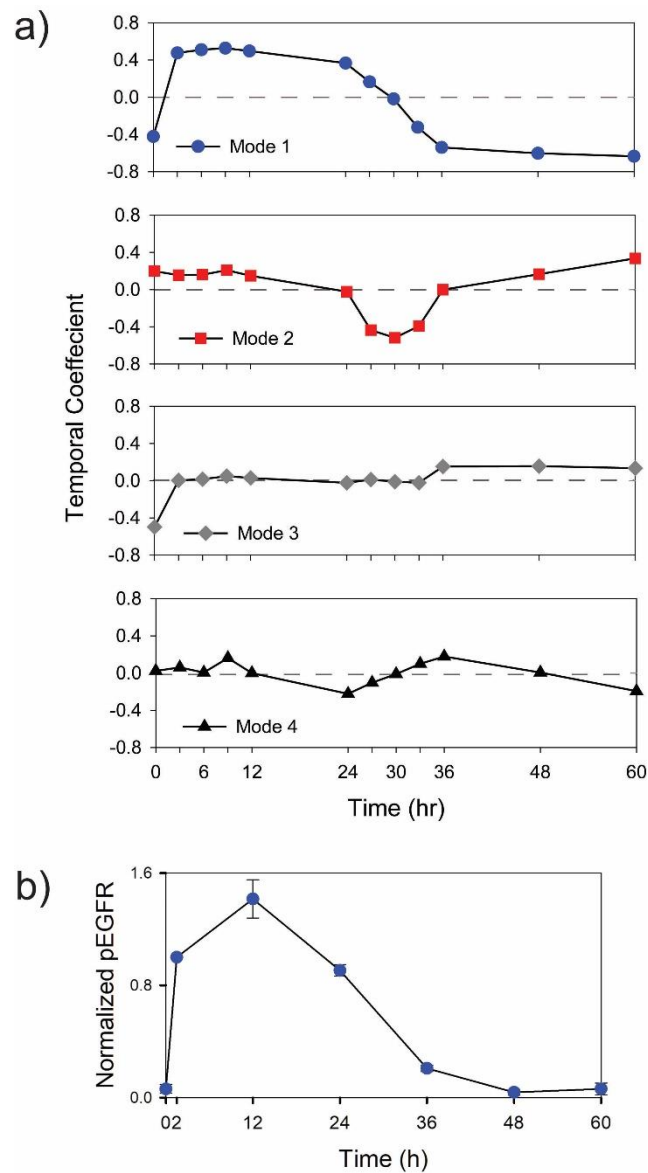 a)
Temporal Coeffecient
0.8
0.4
0.0
-0.4
-0.8
Mode 1
0.8
0.4
0.0
-0.4
-0.8
Mode 2
0.8
0.4
0.0
-0.4
-0.8
Mode 3
0.8
0.4
0.0
-0.4
-0.8
Mode 4
0 6 12 24 30 36 48 60
Time (hr)
b)
Normalized pEGFR
1.6
0.8
0.0
02 12 24 36 48 60
Time (h)